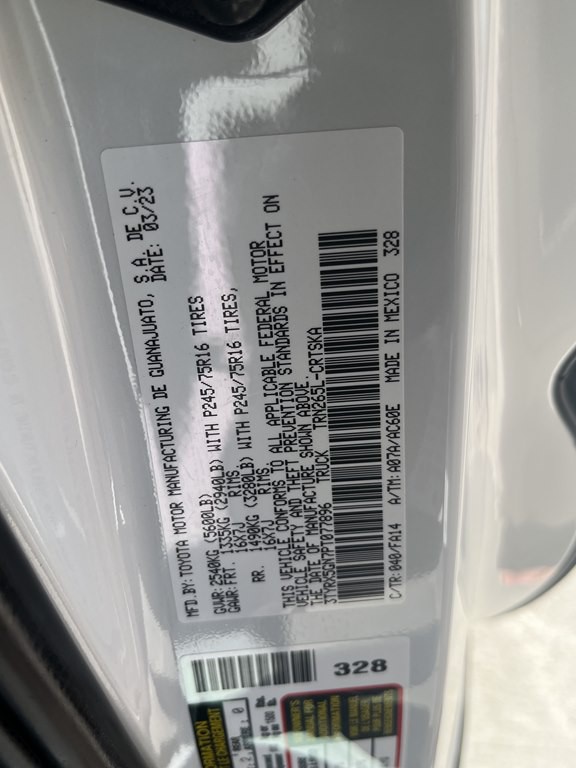 MFD.BY:TOYOTA MOTOR MANUFACTURING DE GUANAJUATO, S.A. DE C.V.
DATE: 03/23
GVWR:2540KG (5600LB)
GAWR:FRT. 1335KG (2940LB) WITH P245/75R16 TIRES
16X7J RIMS,
RR. 1490KG (3280LB) WITH P245/75R16 TIRES,
16X7J RIMS
THIS VEHICLE CONFORMS TO ALL APPLICABLE FEDERAL MOTOR
VEHICLE SAFETY AND THEFT PREVENTION STANDARDS IN EFFECT ON
THE DATE OF MANUFACTURE SHOWN ABOVE.
3TYRX5GN7PT077896 TRUCK TRN265L-CRTSKA
C/TR:040/FA14 A/TM:A07A/AC60E MADE IN MEXICO 328
328